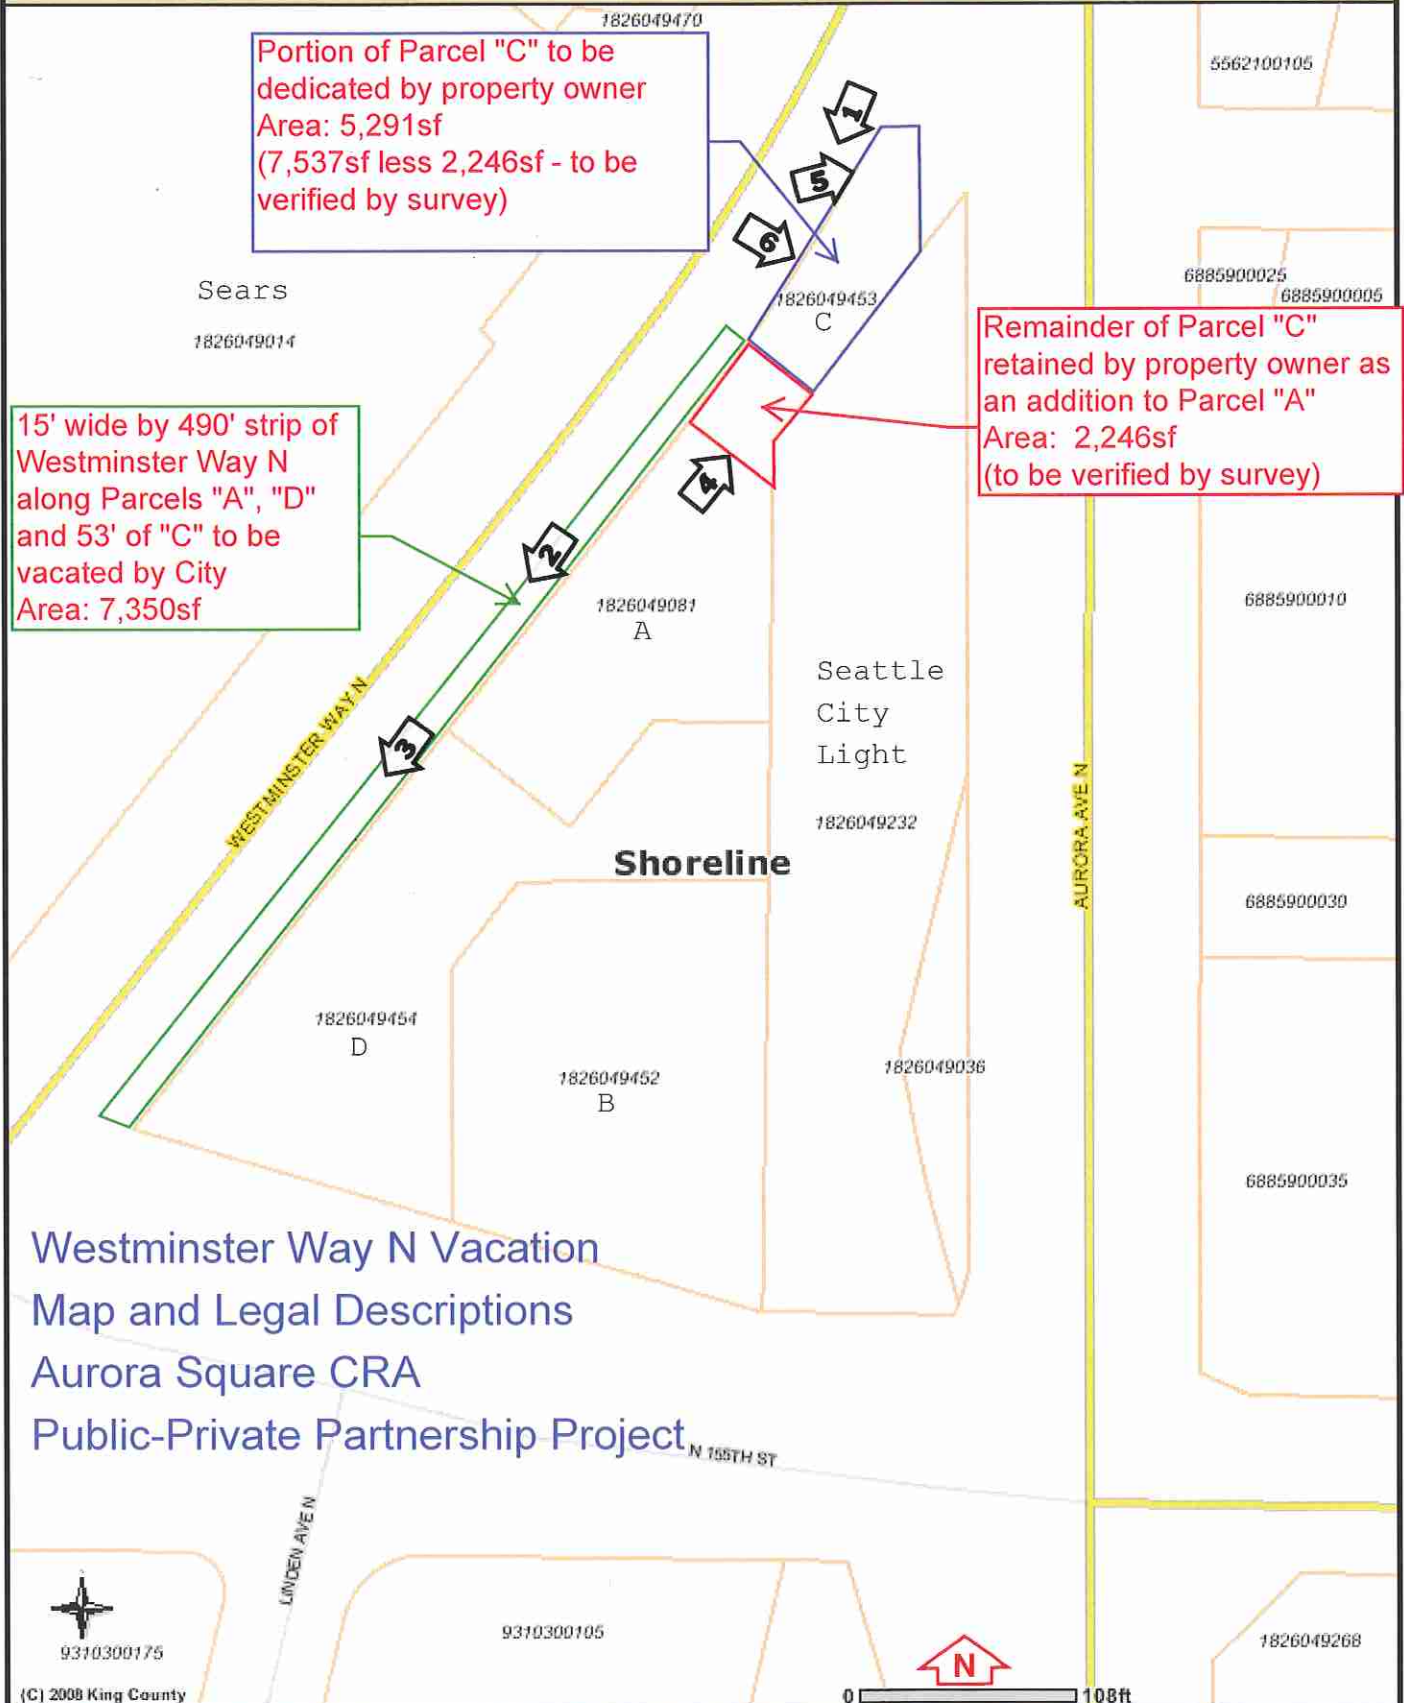 1826049470
Portion of Parcel "C" to be
dedicated by property owner
Area: 5,291sf
(7,537sf less 2,246sf - to be
verified by survey)
5562100105
1
5
6
Sears
1826049014
1826049453
C
6885900025
6885900005
Remainder of Parcel "C"
retained by property owner as
an addition to Parcel "A"
Area: 2,246sf
(to be verified by survey)
15' wide by 490' strip of
Westminster Way N
along Parcels "A", "D"
and 53' of "C" to be
vacated by City
Area: 7,350sf
4
2
1826049081
A
6885900010
Seattle
City
Light
1826049232
3
WESTMINSTER WAY N
AURORA AVE N
Shoreline
6885900030
1826049454
D
1826049452
B
1826049036
6885900035
Westminster Way N Vacation
Map and Legal Descriptions
Aurora Square CRA
Public-Private Partnership Project
N 155TH ST
LINDEN AVE N
9310300175
9310300105
1826049268
N
(C) 2008 King County
0 108ft